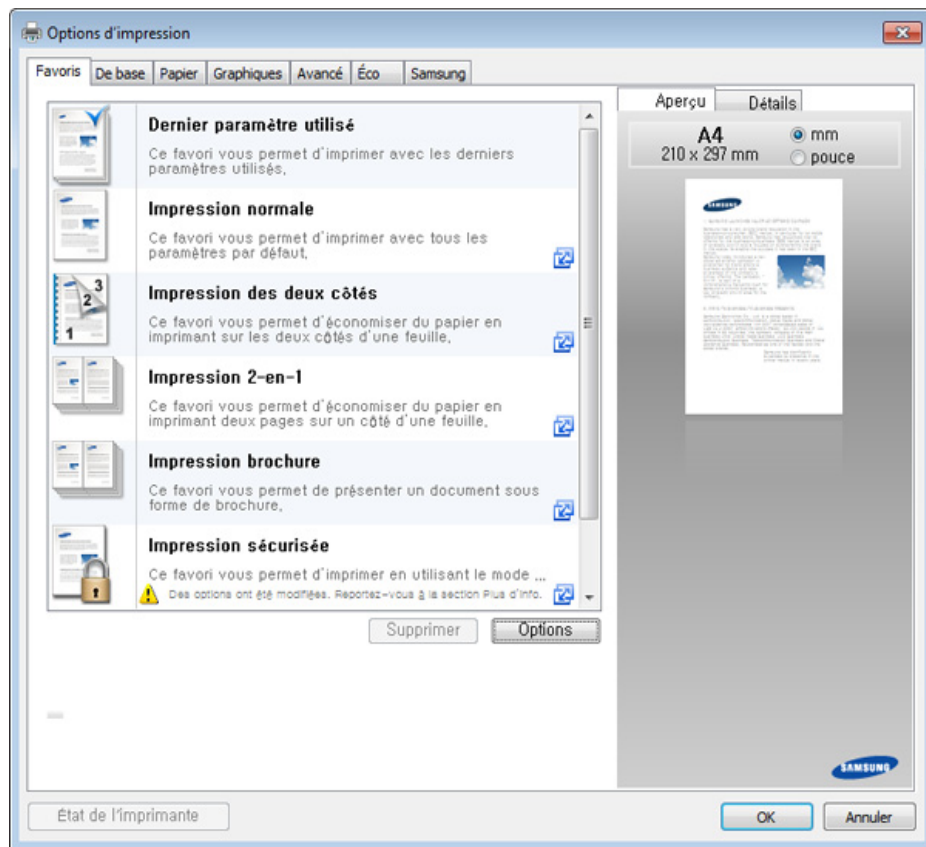 Options d'impression
Favoris De base Papier Graphiques Avancé Éco Samsung
Dernier paramètre utilisé
Ce favori vous permet d'imprimer avec les derniers
paramètres utilisés.
Impression normale
Ce favori vous permet d'imprimer avec tous les
paramètres par défaut.
Impression des deux côtés
Ce favori vous permet d'économiser du papier en
imprimant sur les deux côtés d'une feuille.
1 2 3
Impression 2-en-1
Ce favori vous permet d'économiser du papier en
imprimant deux pages sur un côté d'une feuille.
Impression brochure
Ce favori vous permet de présenter un document sous
forme de brochure.
Impression sécurisée
Ce favori vous permet d'imprimer en utilisant le mode ...
Des options ont été modifiées. Reportez-vous à la section Plus d'info.
Supprimer Options
Aperçu Détails
A4
210 x 297 mm
mm
pouce
SAMSUNG
SAMSUNG
État de l'imprimante
OK Annuler